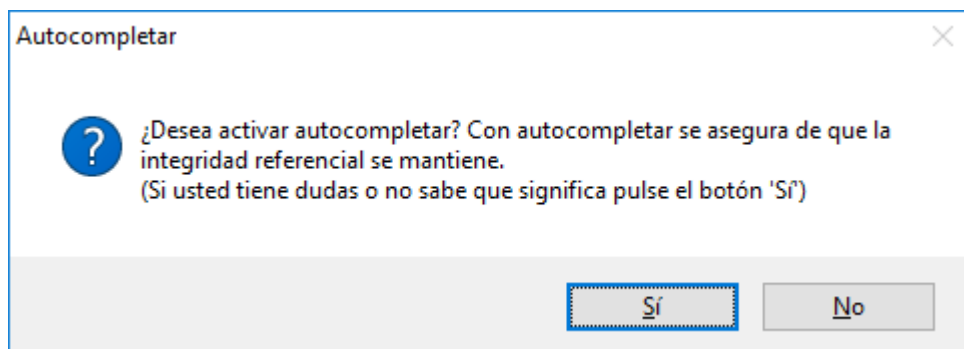 Autocompletar
¿Desea activar autocompletar? Con autocompletar se asegura de que la
integridad referencial se mantiene.
(Si usted tiene dudas o no sabe que significa pulse el botón 'Sí')
Sí
No